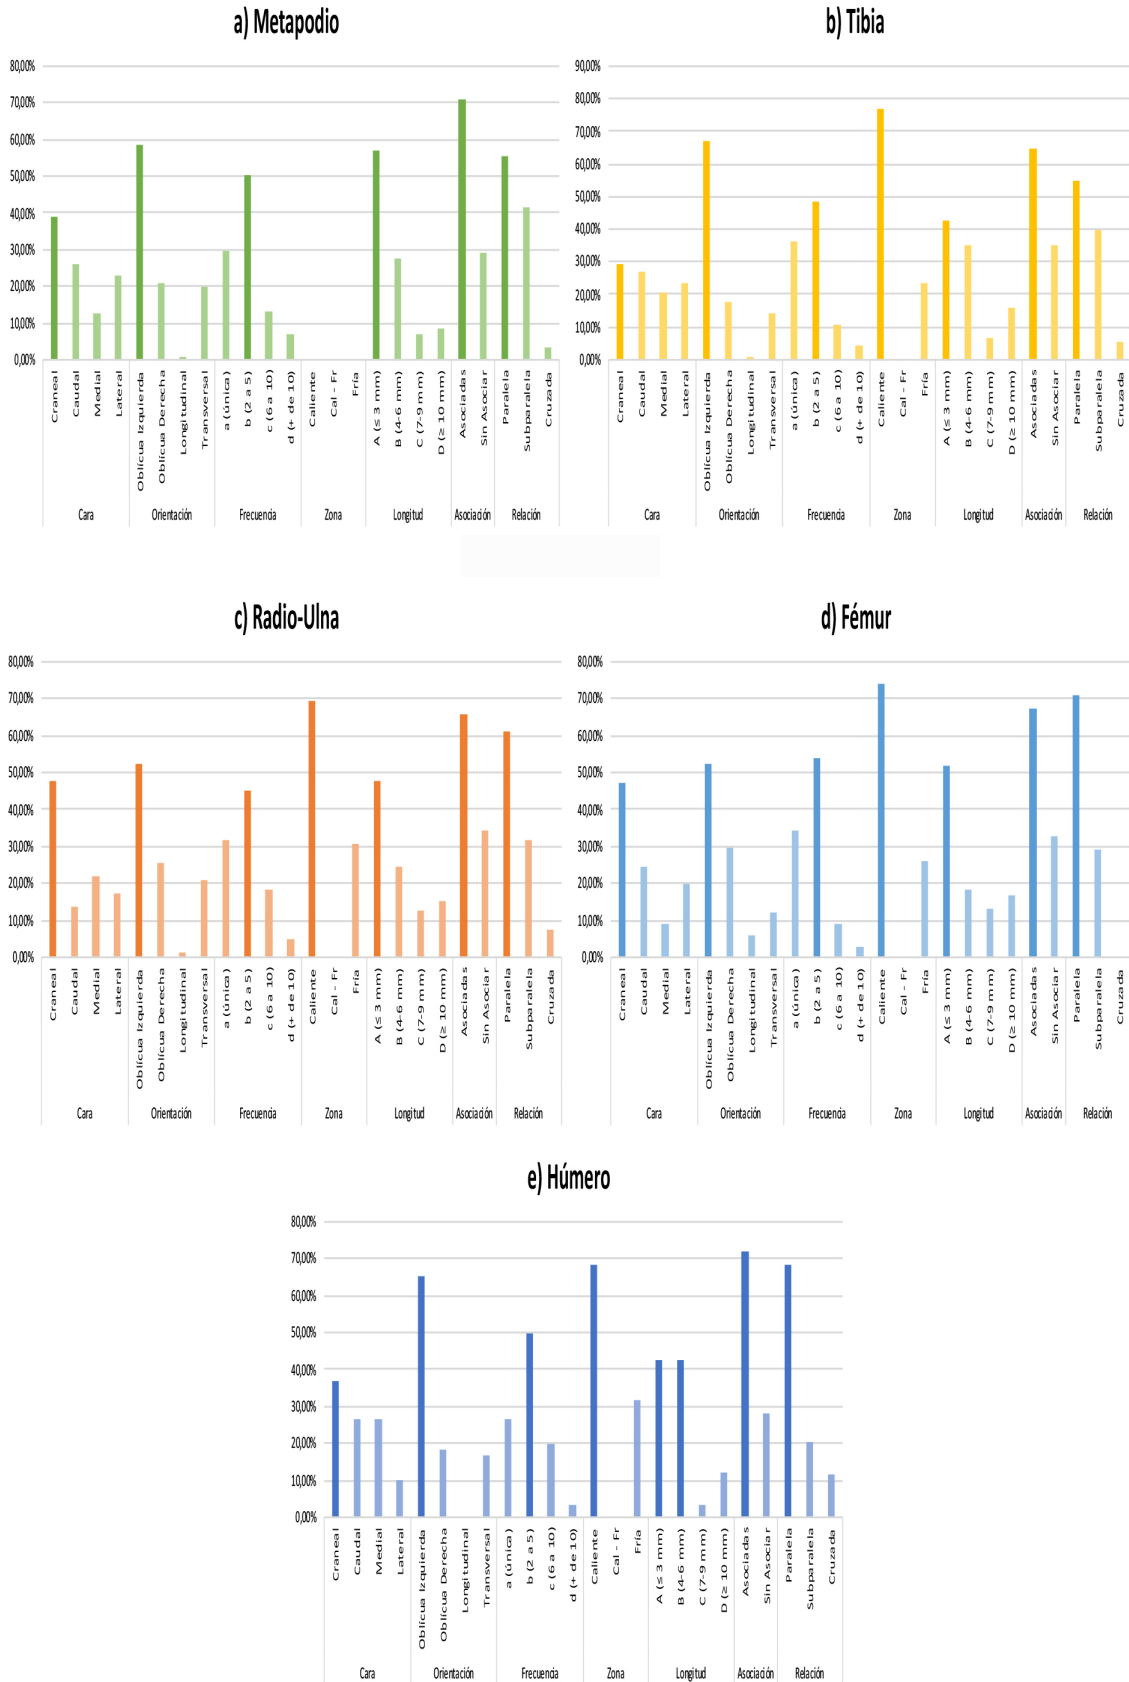 a) Metapodio
80,00%
70,00%
60,00%
50,00%
40,00%
30,00%
20,00%
10,00%
0,00%
Craneal
Caudal
Medial
Lateral
Oblícua Izquierda
Oblícua Derecha
Longitudinal
Transversal
a (única)
b (2 a 5)
c (6 a 10)
d (+ de 10)
Caliente
Cal - Fr
Fría
A (≤ 3 mm)
B (4-6 mm)
C (7-9 mm)
D (≥ 10 mm)
Asociadas
Sin Asociar
Paralela
Subparalela
Cruzada
Cara
Orientación
Frecuencia
Zona
Longitud
Asociación
Relación
b) Tibia
90,00%
80,00%
70,00%
60,00%
50,00%
40,00%
30,00%
20,00%
10,00%
0,00%
Craneal
Caudal
Medial
Lateral
Oblícua Izquierda
Oblícua Derecha
Longitudinal
Transversal
a (única)
b (2 a 5)
c (6 a 10)
d (+ de 10)
Caliente
Cal - Fr
Fría
A (≤ 3 mm)
B (4-6 mm)
C (7-9 mm)
D (≥ 10 mm)
Asociadas
Sin Asociar
Paralela
Subparalela
Cruzada
Cara
Orientación
Frecuencia
Zona
Longitud
Asociación
Relación
c) Radio-Ulna
80,00%
70,00%
60,00%
50,00%
40,00%
30,00%
20,00%
10,00%
0,00%
Craneal
Caudal
Medial
Lateral
Oblícua Izquierda
Oblícua Derecha
Longitudinal
Transversal
a (única)
b (2 a 5)
c (6 a 10)
d (+ de 10)
Caliente
Cal - Fr
Fría
A (≤ 3 mm)
B (4-6 mm)
C (7-9 mm)
D (≥ 10 mm)
Asociadas
Sin Asociar
Paralela
Subparalela
Cruzada
Cara
Orientación
Frecuencia
Zona
Longitud
Asociación
Relación
d) Fémur
80,00%
70,00%
60,00%
50,00%
40,00%
30,00%
20,00%
10,00%
0,00%
Craneal
Caudal
Medial
Lateral
Oblícua Izquierda
Oblícua Derecha
Longitudinal
Transversal
a (única)
b (2 a 5)
c (6 a 10)
d (+ de 10)
Caliente
Cal - Fr
Fría
A (≤ 3 mm)
B (4-6 mm)
C (7-9 mm)
D (≥ 10 mm)
Asociadas
Sin Asociar
Paralela
Subparalela
Cruzada
Cara
Orientación
Frecuencia
Zona
Longitud
Asociación
Relación
e) Húmero
80,00%
70,00%
60,00%
50,00%
40,00%
30,00%
20,00%
10,00%
0,00%
Craneal
Caudal
Medial
Lateral
Oblícua Izquierda
Oblícua Derecha
Longitudinal
Transversal
a (única)
b (2 a 5)
c (6 a 10)
d (+ de 10)
Caliente
Cal - Fr
Fría
A (≤ 3 mm)
B (4-6 mm)
C (7-9 mm)
D (≥ 10 mm)
Asociadas
Sin Asociar
Paralela
Subparalela
Cruzada
Cara
Orientación
Frecuencia
Zona
Longitud
Asociación
Relación